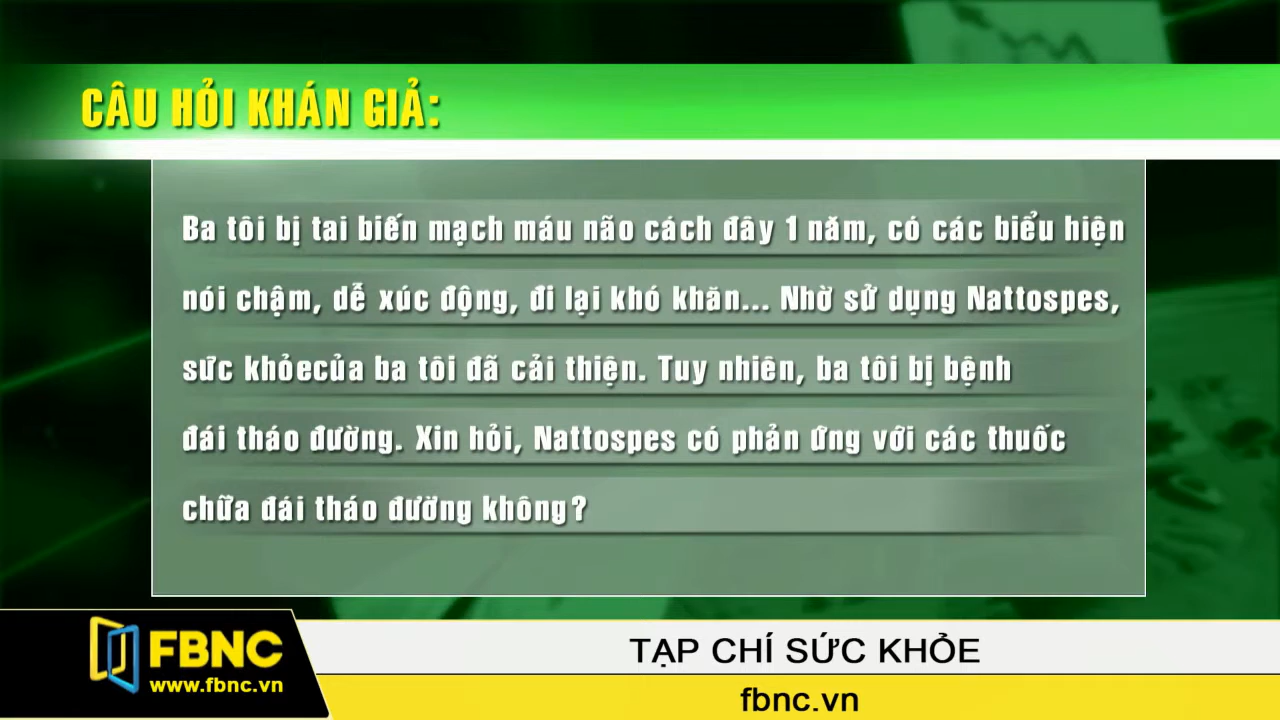 CÂU HỎI KHÁN GIẢ:
Ba tôi bị tai biến mạch máu não cách đây 1 năm, có các biểu hiện
nói chậm, dễ xúc động, đi lại khó khăn... Nhờ sử dụng Nattospes,
sức khỏecủa ba tôi đã cải thiện. Tuy nhiên, ba tôi bị bệnh
đái tháo đường. Xin hỏi, Nattospes có phản ứng với các thuốc
chữa đái tháo đường không?
FBNC
www.fbnc.vn
TẠP CHÍ SỨC KHỎE
fbnc.vn